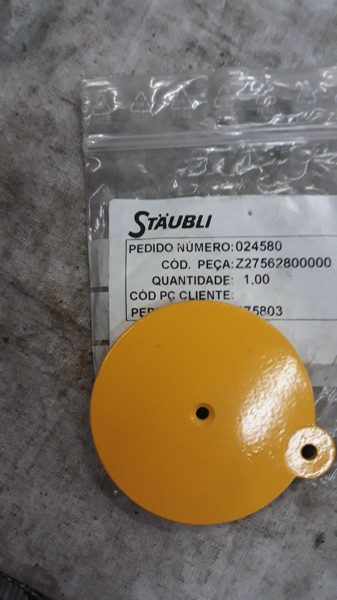 STÄUBLI
PEDIDO NÚMERO: 024580
CÓD. PEÇA: Z27562800000
QUANTIDADE: 1,00
CÓD PÇ CLIENTE:
75803